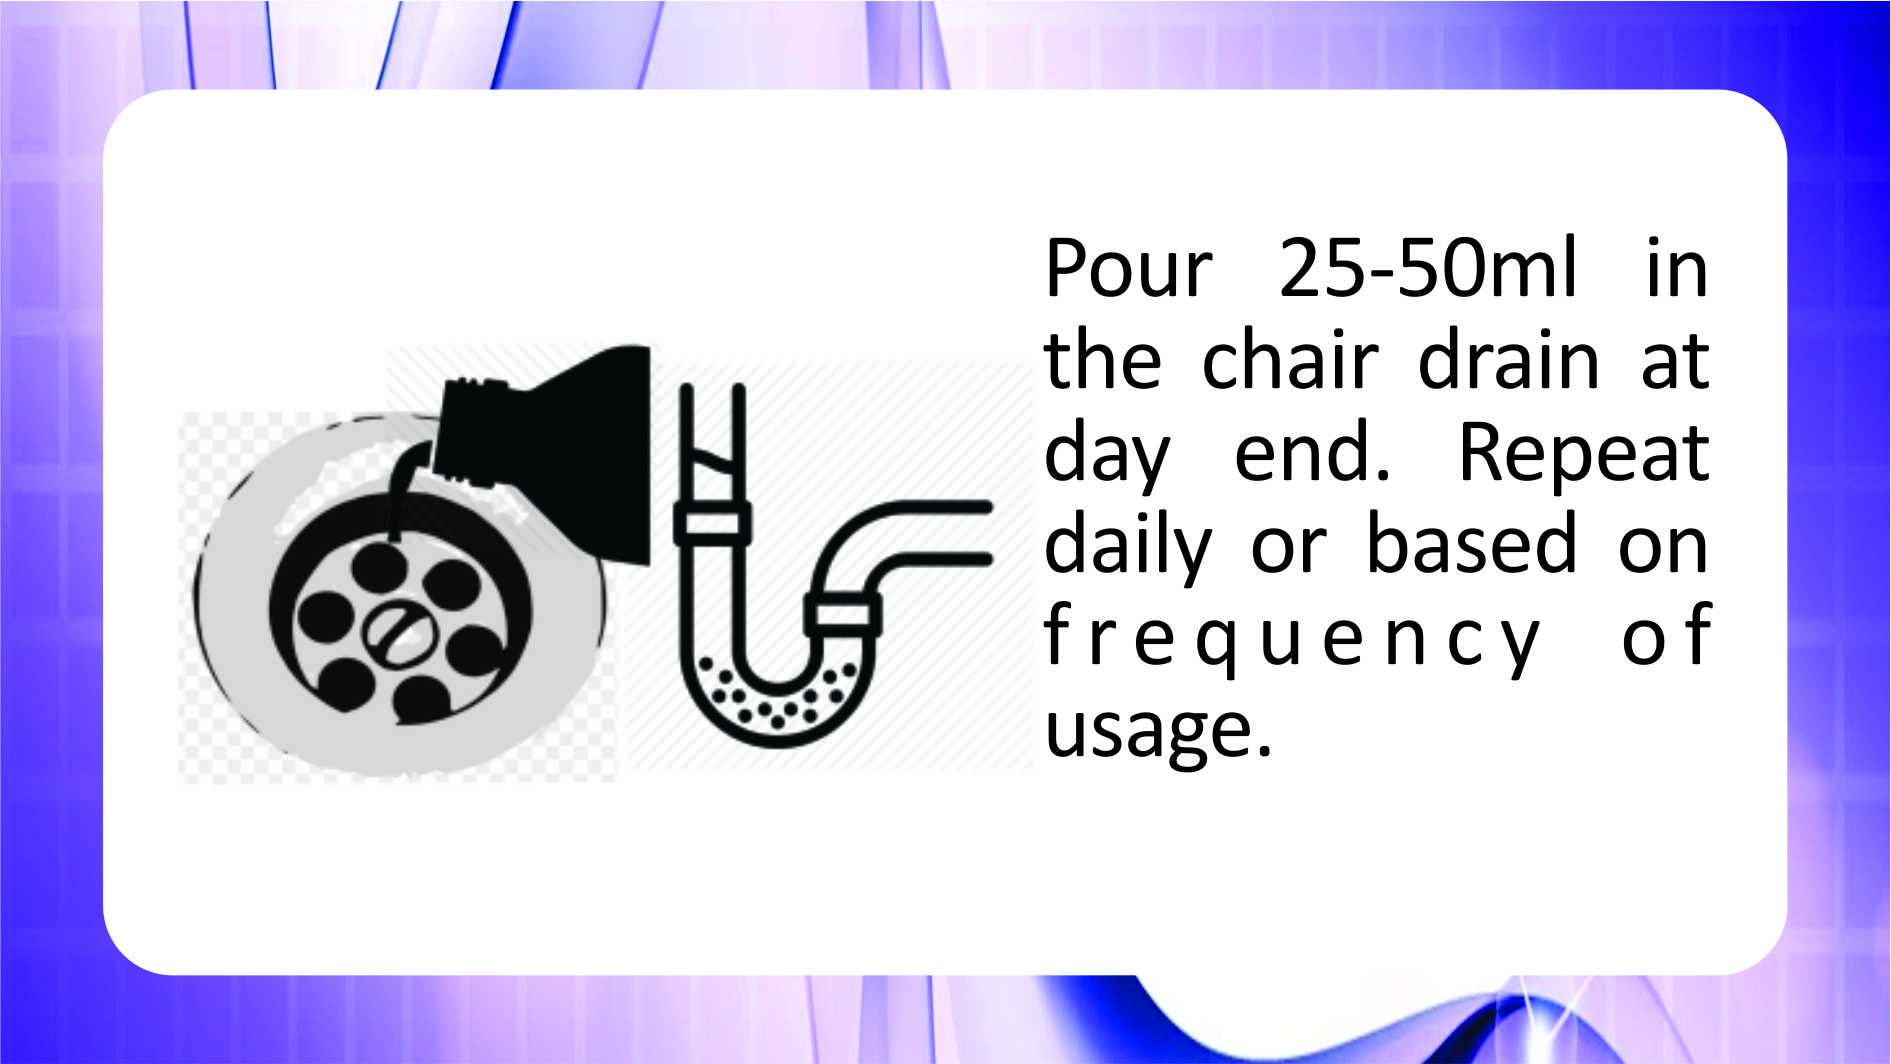 Pour 25-50ml in
the chair drain at
day end. Repeat
daily or based on
frequency of
usage.